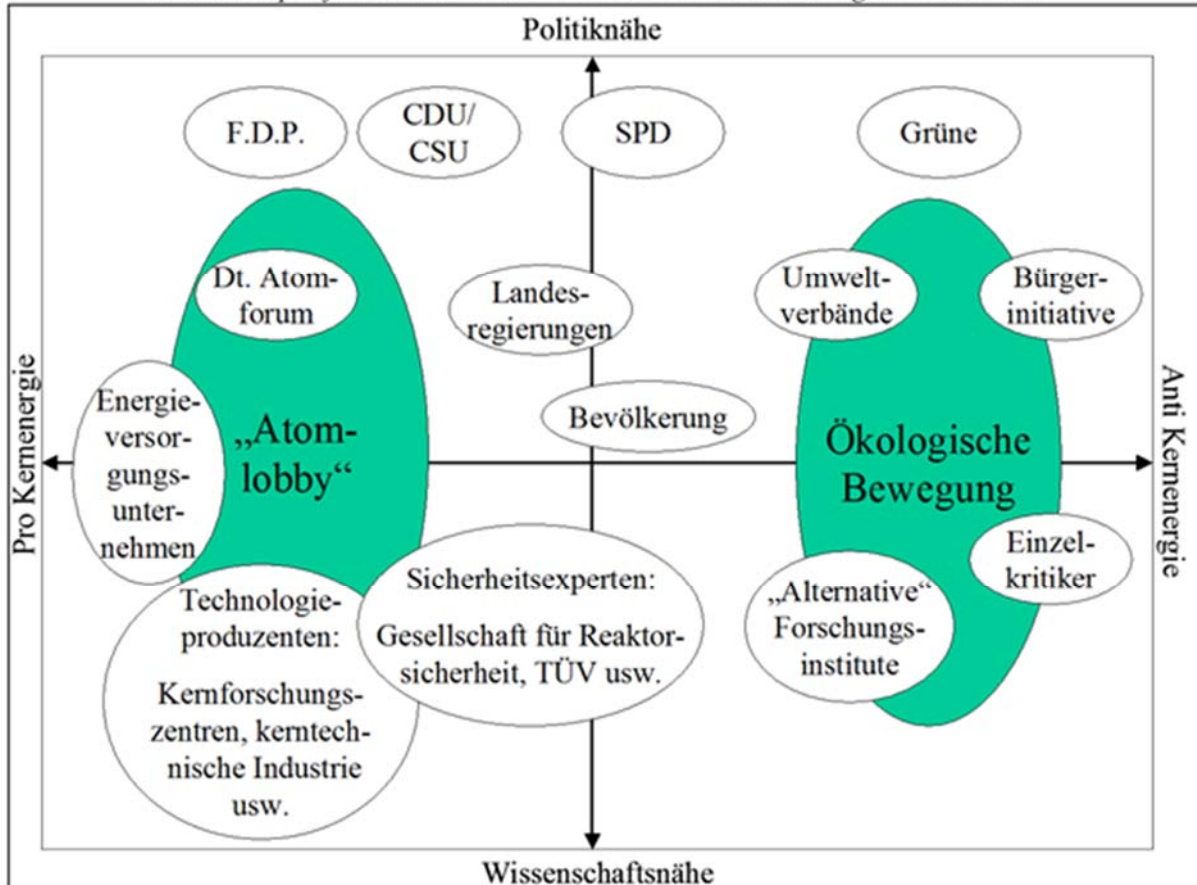 Politiknähe
F.D.P.
CDU/
CSU
SPD
Grüne
Dt. Atom-
forum
Landes-
regierungen
Umwelt-
verbände
Bürger-
initiative
Pro Kernenergie
Energie-
versor-
gungs-
unter-
nehmen
„Atom-
lobby“
Bevölkerung
Ökologische
Bewegung
Anti Kernenergie
Technologie-
produzenten:
Kernforschungs-
zentren, kerntech-
nische Industrie
usw.
Sicherheitsexperten:
Gesellschaft für Reaktor-
sicherheit, TÜV usw.
„Alternative“
Forschungs-
institute
Einzel-
kritiker
Wissenschaftsnähe